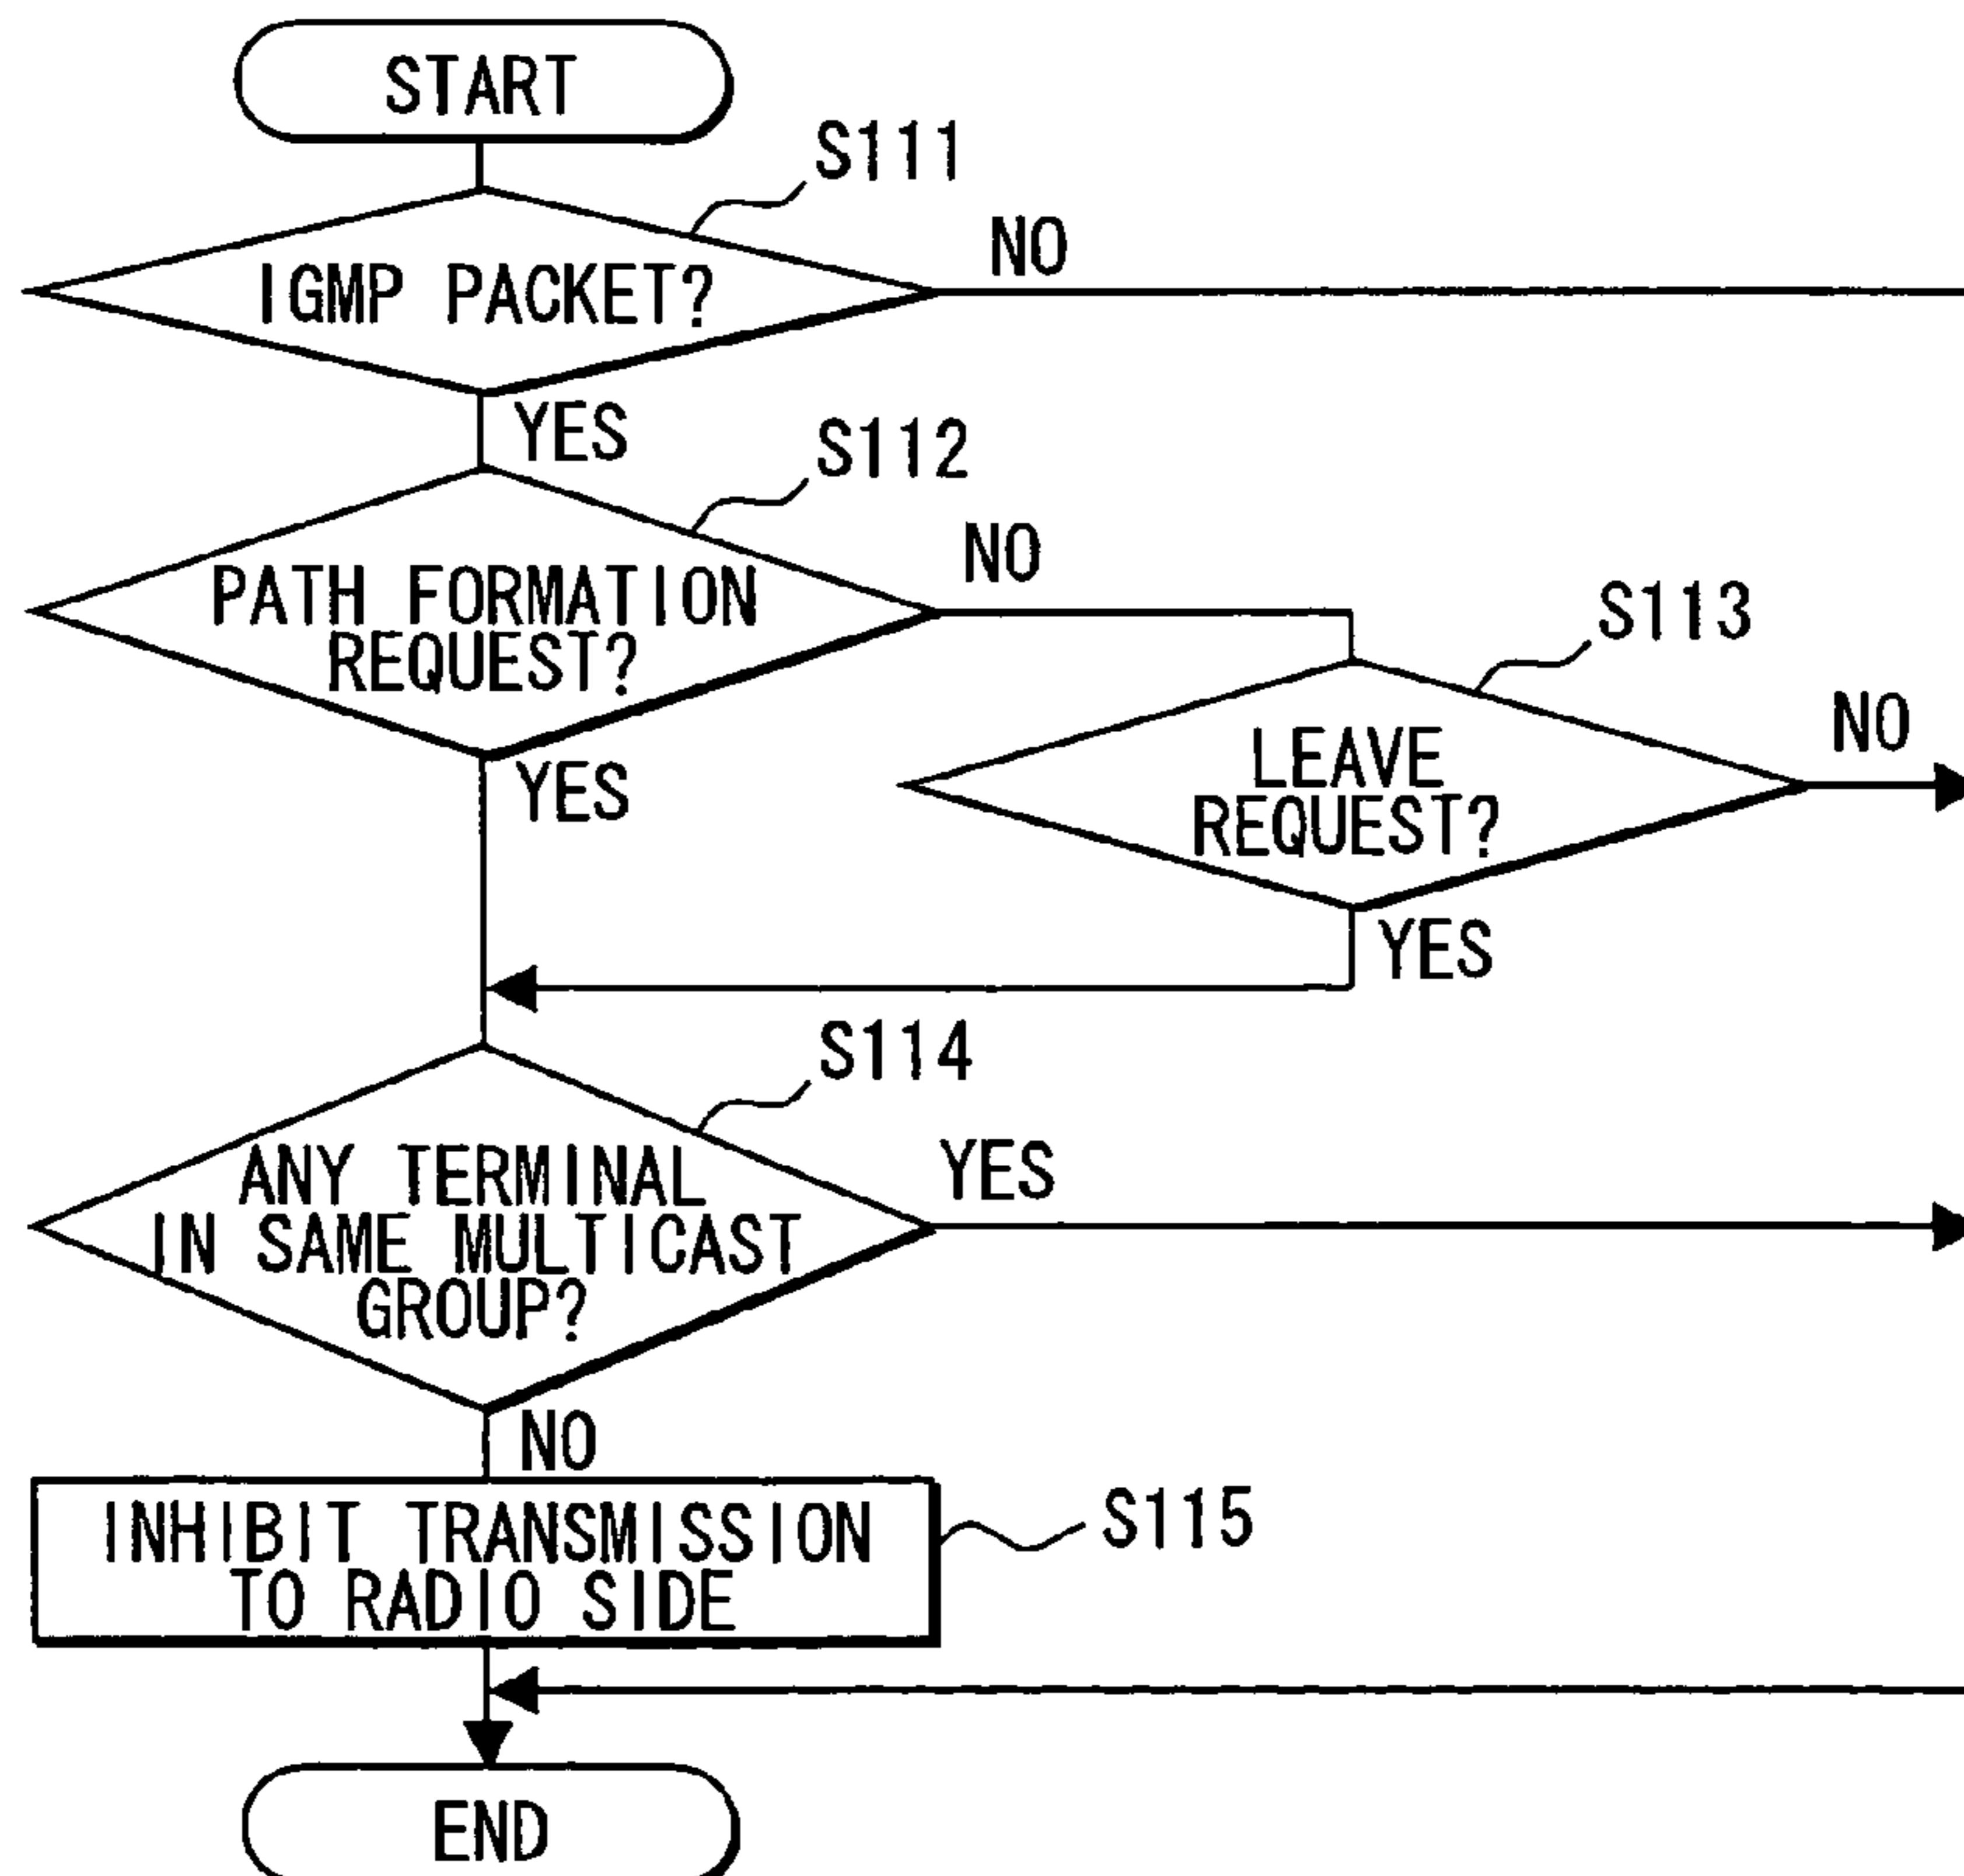 START
S111
IGMP PACKET?
NO
YES
S112
PATH FORMATION
REQUEST?
NO
YES
S113
LEAVE
REQUEST?
NO
YES
S114
ANY TERMINAL
IN SAME MULTICAST
GROUP?
YES
NO
INHIBIT TRANSMISSION
TO RADIO SIDE
S115
END